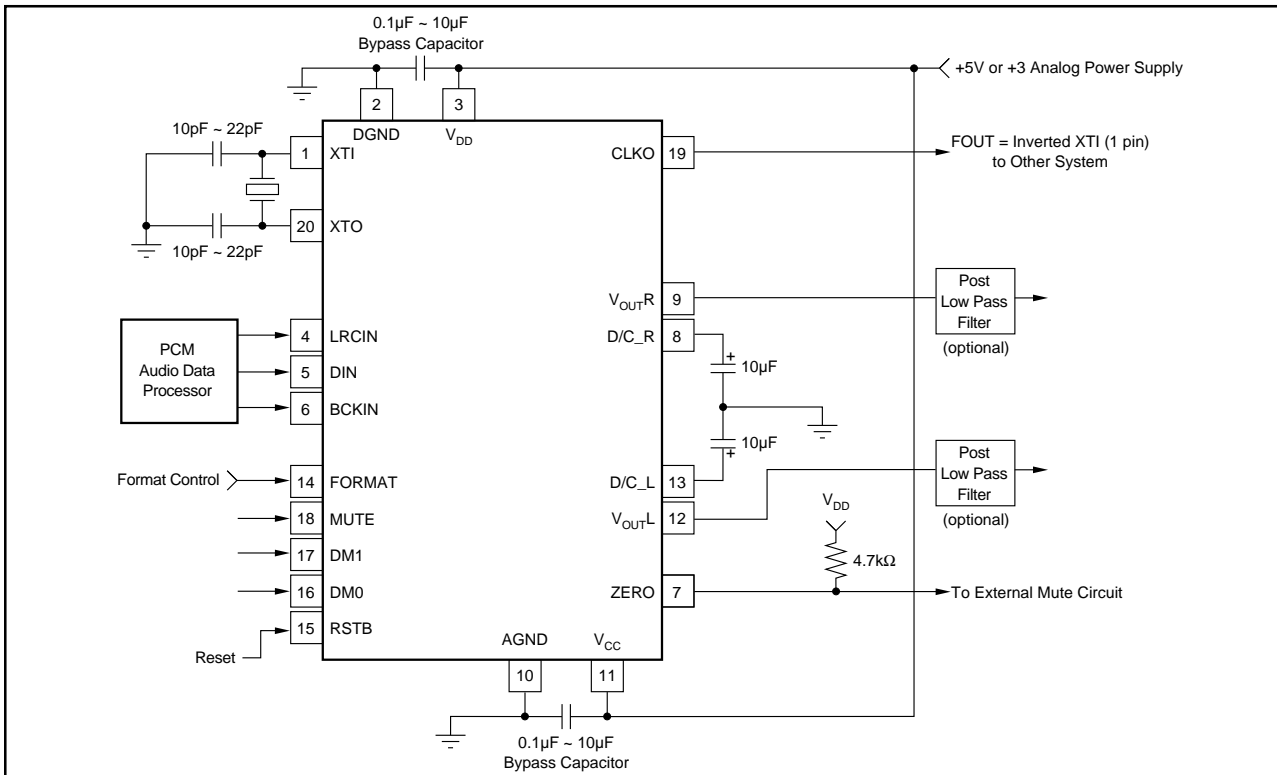 0.1µF ~ 10µF
Bypass Capacitor
+5V or +3 Analog Power Supply
2
3
DGND
VDD
10pF ~ 22pF
1
XTI
CLKO
19
FOUT = Inverted XTI (1 pin)
to Other System
20
XTO
10pF ~ 22pF
Post
Low Pass
Filter
(optional)
VOUTR
9
PCM
Audio Data
Processor
4
LRCIN
D/C_R
8
5
DIN
10µF
6
BCKIN
10µF
Post
Low Pass
Filter
(optional)
Format Control
14
FORMAT
D/C_L
13
18
MUTE
VOUTL
12
VDD
17
DM1
4.7kΩ
16
DM0
ZERO
7
To External Mute Circuit
15
RSTB
Reset
AGND
VCC
10
11
0.1µF ~ 10µF
Bypass Capacitor